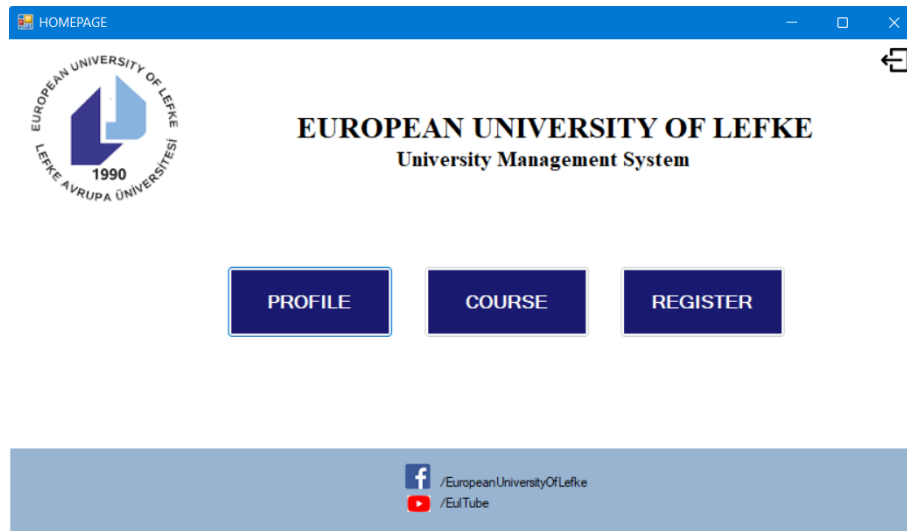 HOMEPAGE
EUROPEAN UNIVERSITY OF LEFKE
LEFKE AVRUPA ÜNİVERSİTESİ
1990
EUROPEAN UNIVERSITY OF LEFKE
University Management System
PROFILE
COURSE
REGISTER
/EuropeanUniversityOfLefke
/EulTube